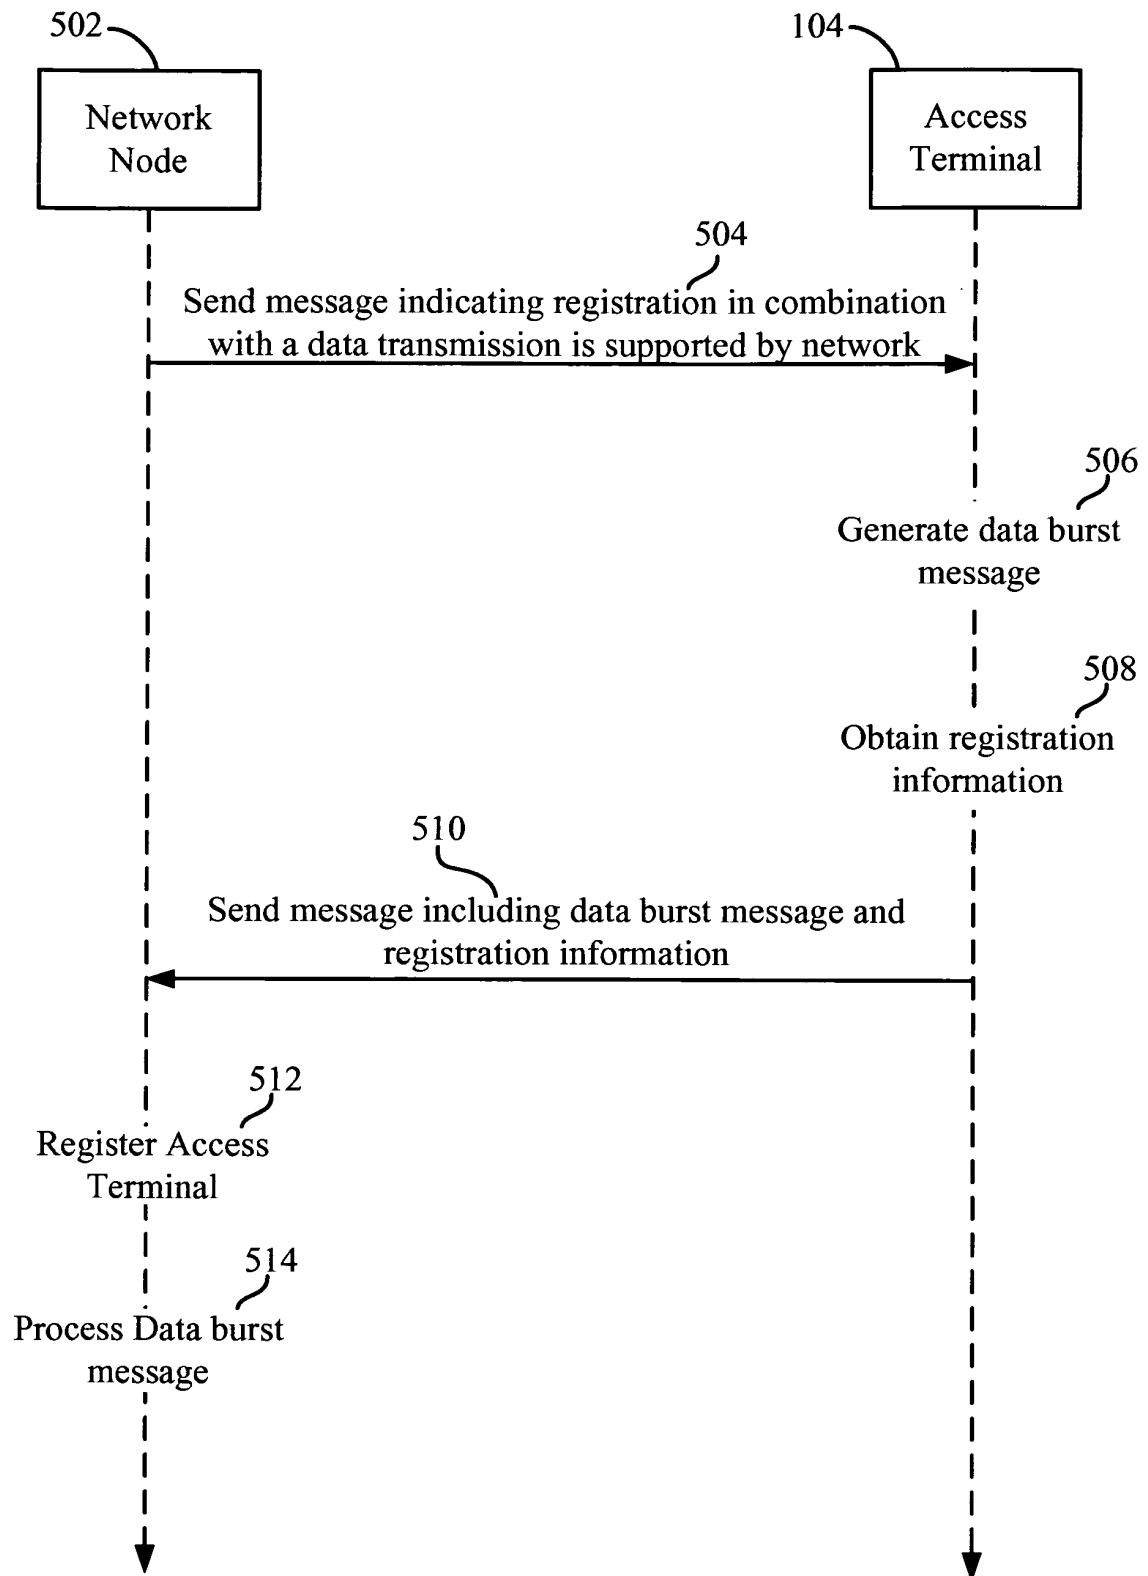 502
104
Network
Node
Access
Terminal
504
Send message indicating registration in combination
with a data transmission is supported by network
506
Generate data burst
message
508
Obtain registration
information
510
Send message including data burst message and
registration information
512
Register Access
Terminal
514
Process Data burst
message